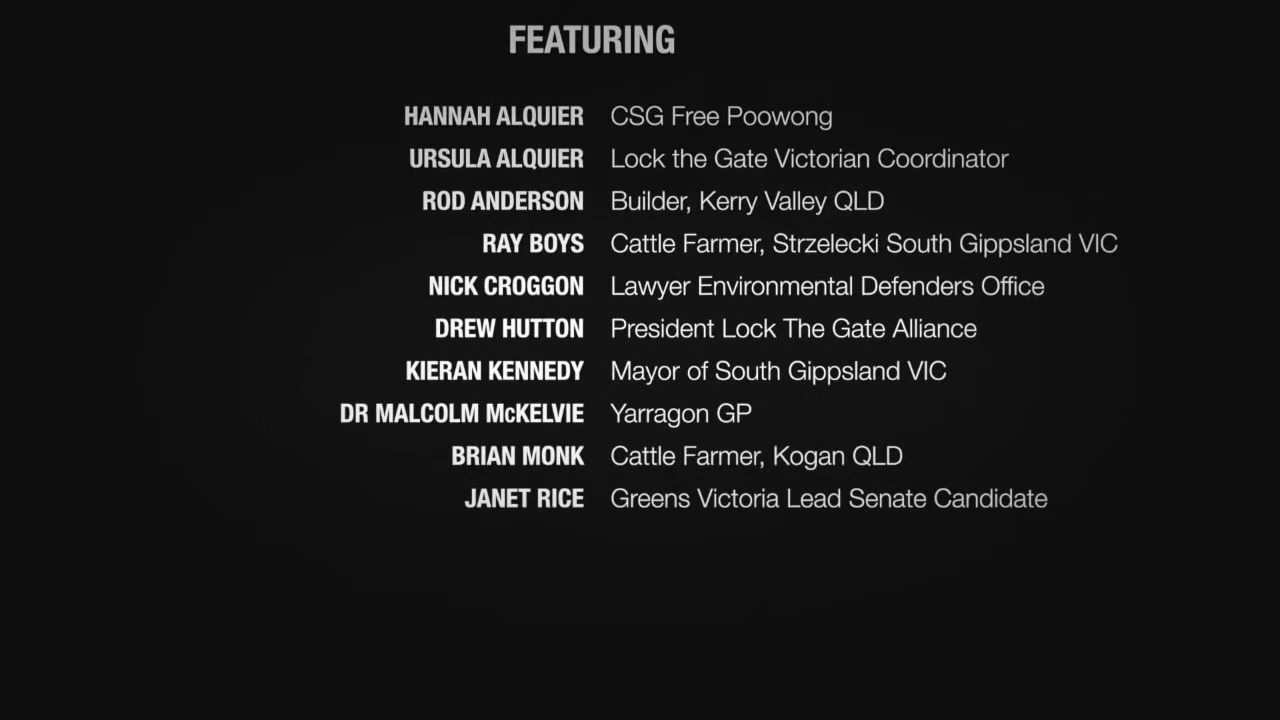 FEATURING
HANNAH ALQUIER CSG Free Poowong
URSULA ALQUIER Lock the Gate Victorian Coordinator
ROD ANDERSON Builder, Kerry Valley QLD
RAY BOYS Cattle Farmer, Strzelecki South Gippsland VIC
NICK CROGGON Lawyer Environmental Defenders Office
DREW HUTTON President Lock The Gate Alliance
KIERAN KENNEDY Mayor of South Gippsland VIC
DR MALCOLM McKELVIE Yarragon GP
BRIAN MONK Cattle Farmer, Kogan QLD
JANET RICE Greens Victoria Lead Senate Candidate